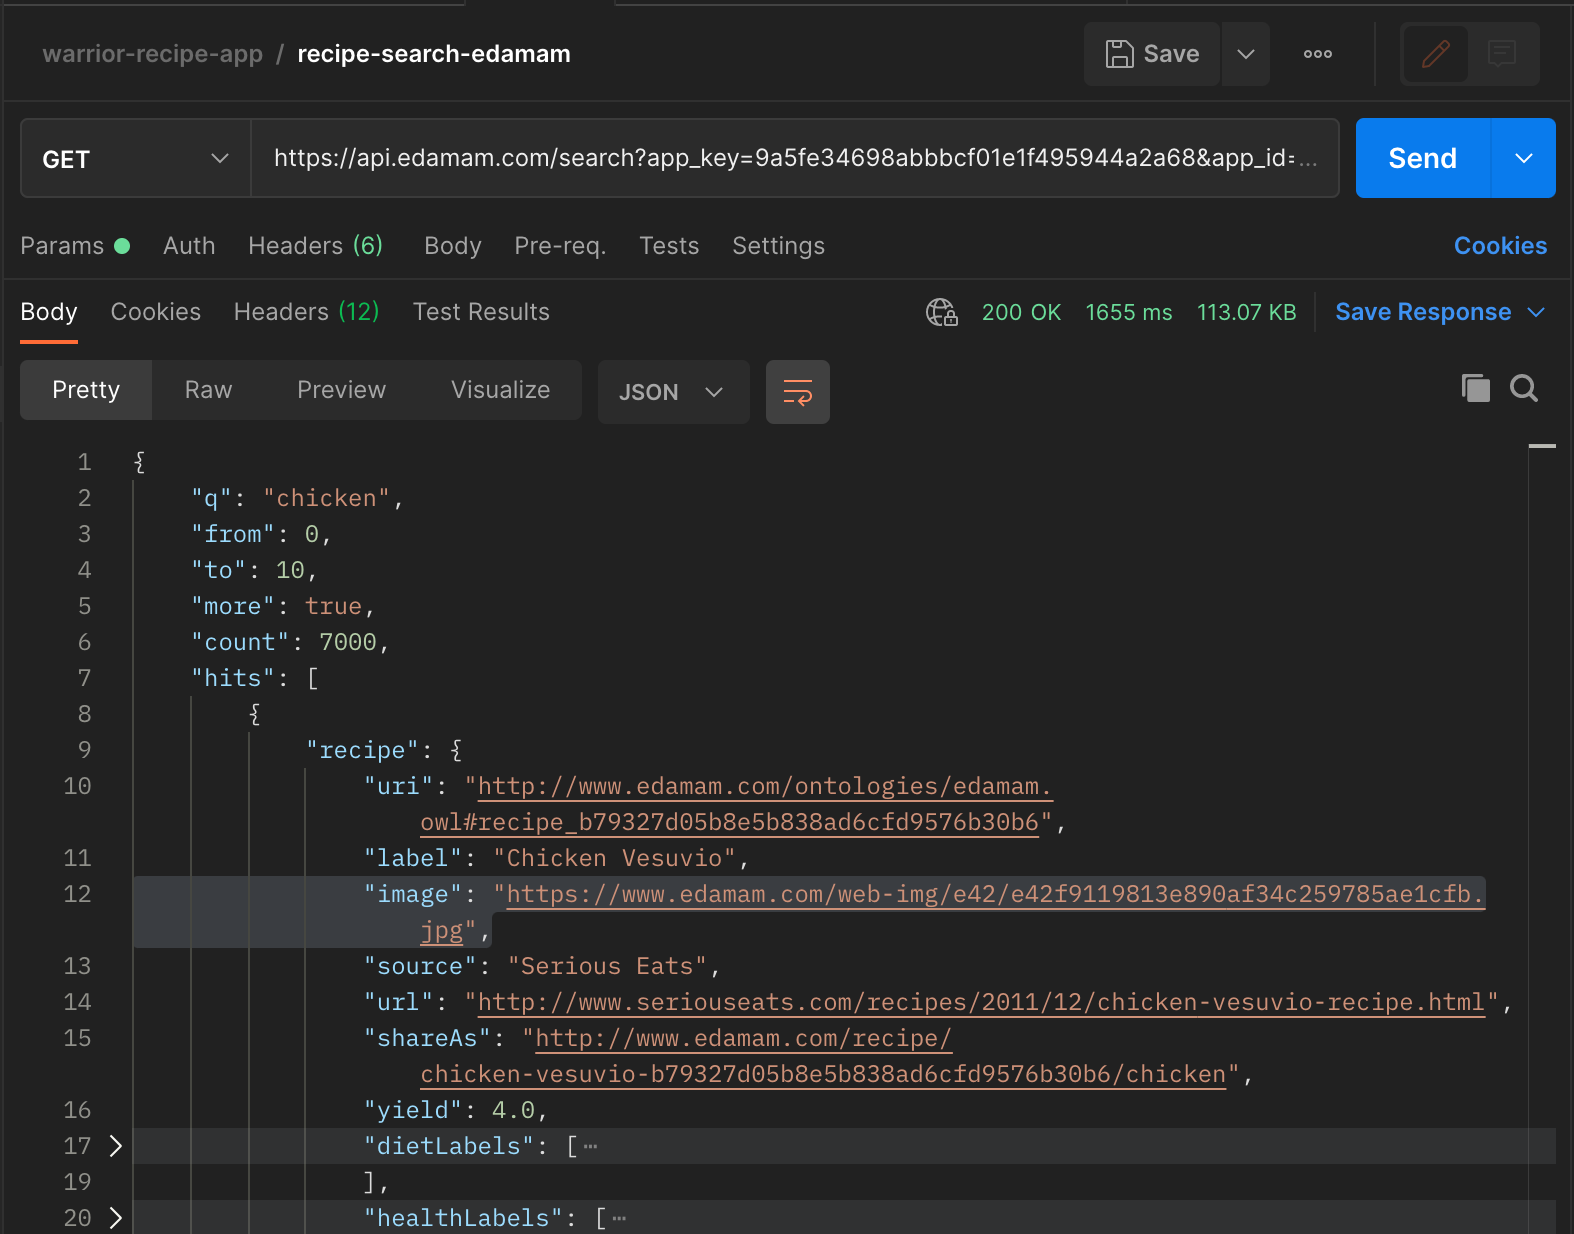 warrior-recipe-app / recipe-search-edamam
Save
GET
https://api.edamam.com/search?app_key=9a5fe34698abbbcf01e1f495944a2a68&app_id=...
Send
Params Auth Headers (6) Body Pre-req. Tests Settings Cookies
Body Cookies Headers (12) Test Results 200 OK 1655 ms 113.07 KB Save Response
Pretty Raw Preview Visualize JSON
1 {
2 "q": "chicken",
3 "from": 0,
4 "to": 10,
5 "more": true,
6 "count": 7000,
7 "hits": [
8 {
9 "recipe": {
10 "uri": "http://www.edamam.com/ontologies/edamam.
owl#recipe_b79327d05b8e5b838ad6cfd9576b30b6",
11 "label": "Chicken Vesuvio",
12 "image": "https://www.edamam.com/web-img/e42/e42f9119813e890af34c259785ae1cfb.
jpg",
13 "source": "Serious Eats",
14 "url": "http://www.seriouseats.com/recipes/2011/12/chicken-vesuvio-recipe.html",
15 "shareAs": "http://www.edamam.com/recipe/
chicken-vesuvio-b79327d05b8e5b838ad6cfd9576b30b6/chicken",
16 "yield": 4.0,
17 "dietLabels": [⋯
19 ],
20 "healthLabels": [⋯